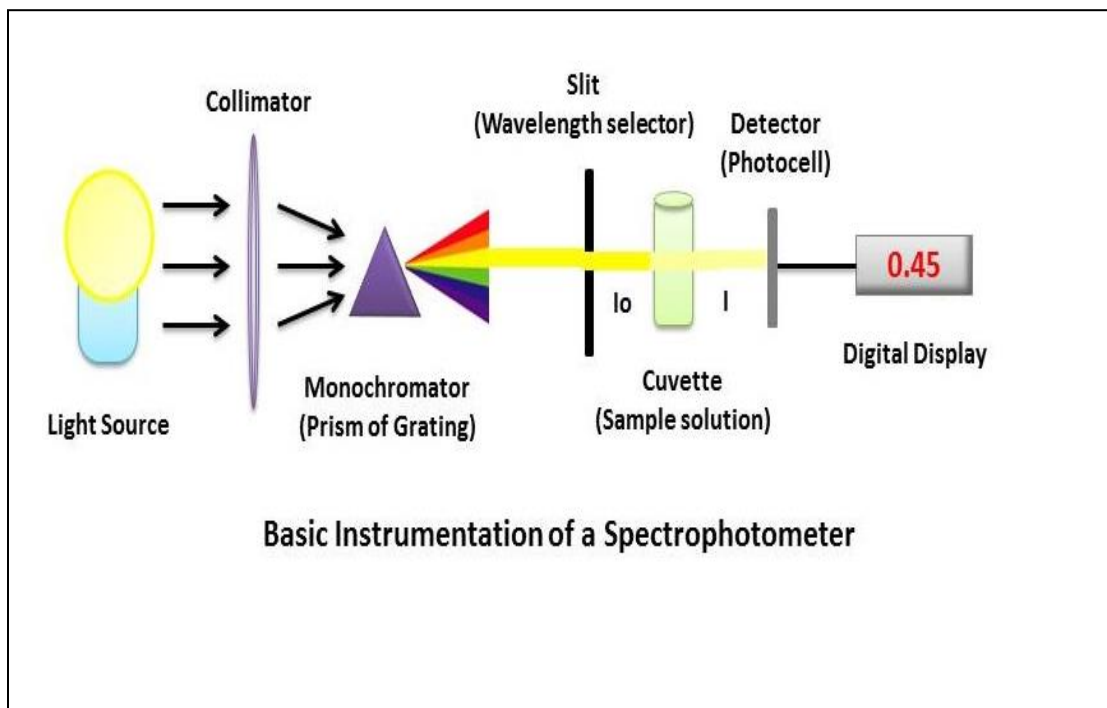 Collimator
Slit
(Wavelength selector)
Detector
(Photocell)
0.45
Io
I
Light Source
Monochromator
(Prism of Grating)
Cuvette
(Sample solution)
Digital Display
Basic Instrumentation of a Spectrophotometer